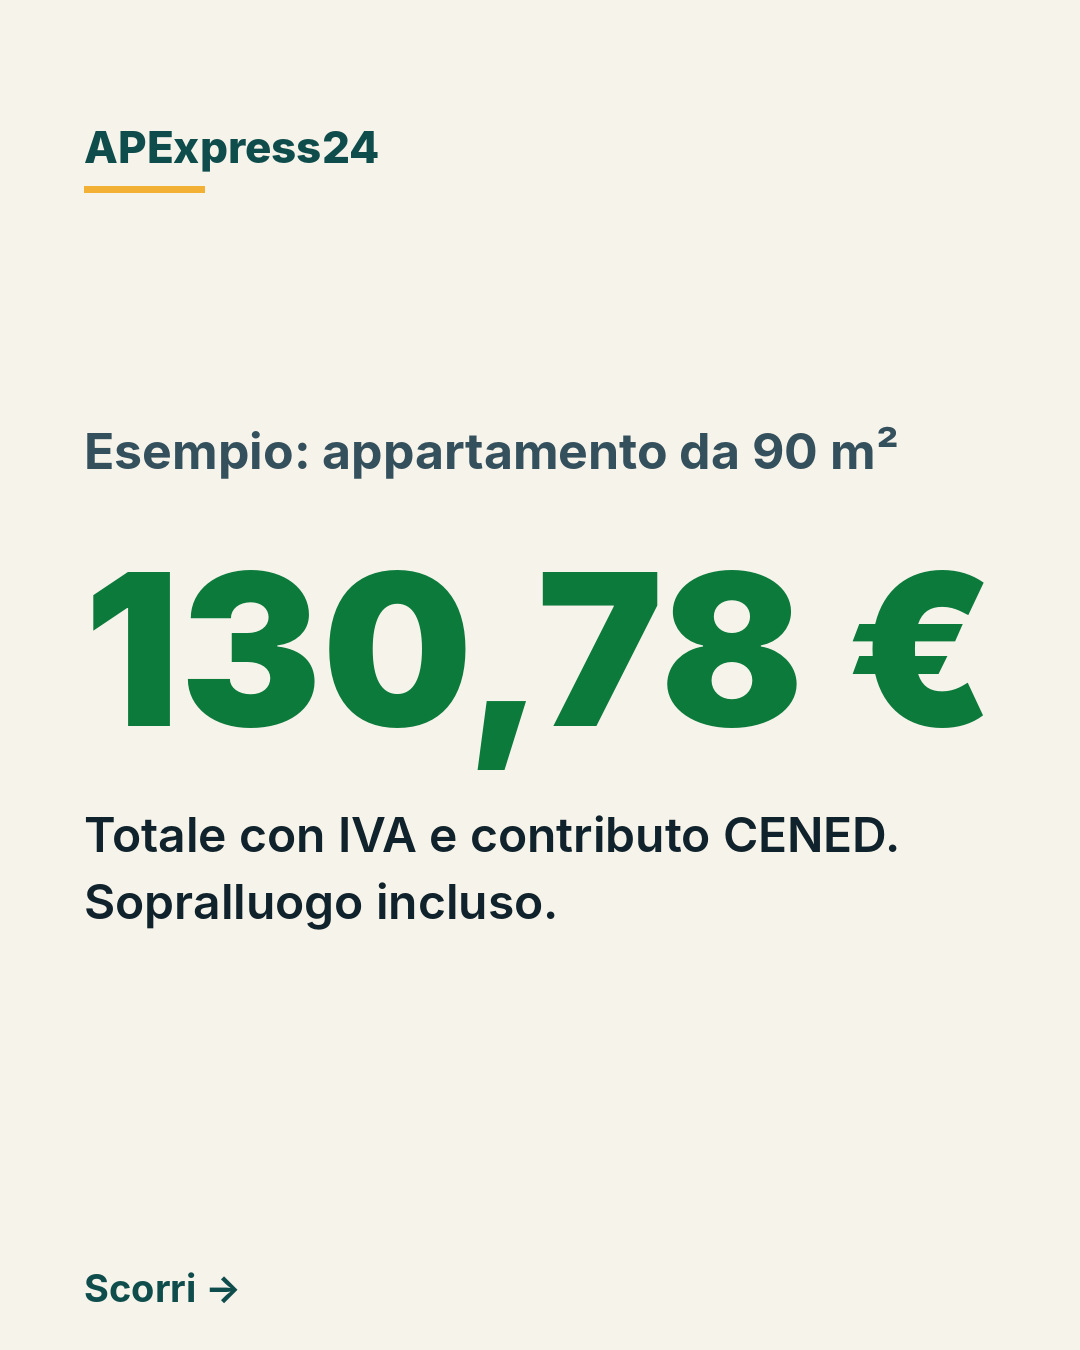 APExpress24
Esempio: appartamento da 90 m²
130,78 €
Totale con IVA e contributo CENED.
Sopralluogo incluso.
Scorri →